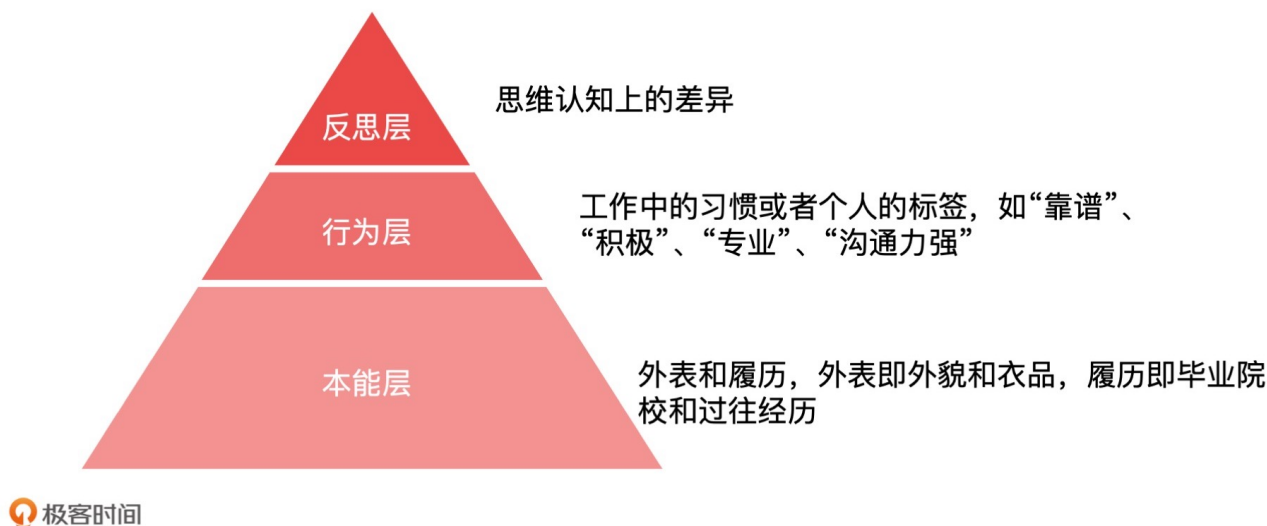 思维认知上的差异
反思层
工作中的习惯或者个人的标签，如“靠谱”、
“积极”、“专业”、“沟通力强”
行为层
外表和履历，外表即外貌和衣品，履历即毕业院
校和过往经历
本能层
极客时间